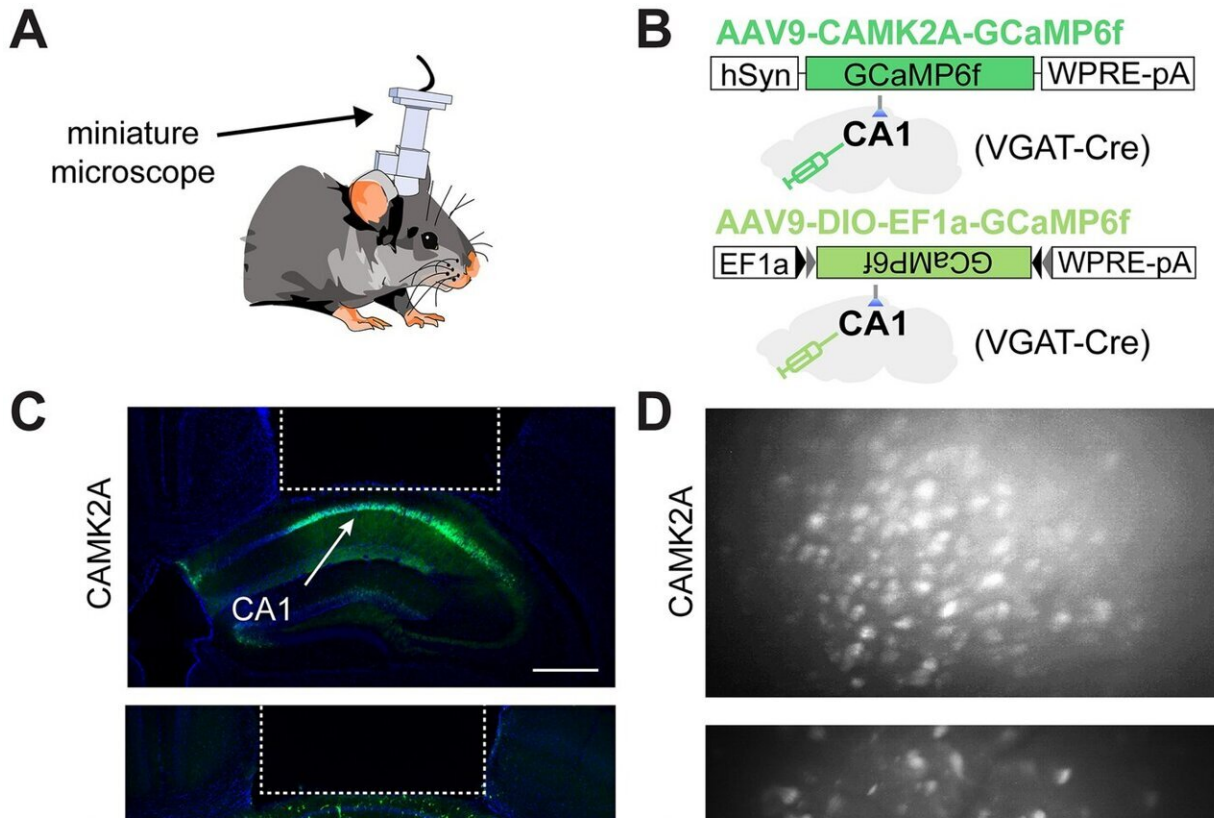 A
miniature
microscope
B
AAV9-CAMK2A-GCaMP6f
hSyn GCaMP6f WPRE-pA
CA1
(VGAT-Cre)
AAV9-DIO-EF1a-GCaMP6f
EF1a GCaMP6f WPRE-pA
CA1
(VGAT-Cre)
C
CAMK2A
CA1
D
CAMK2A